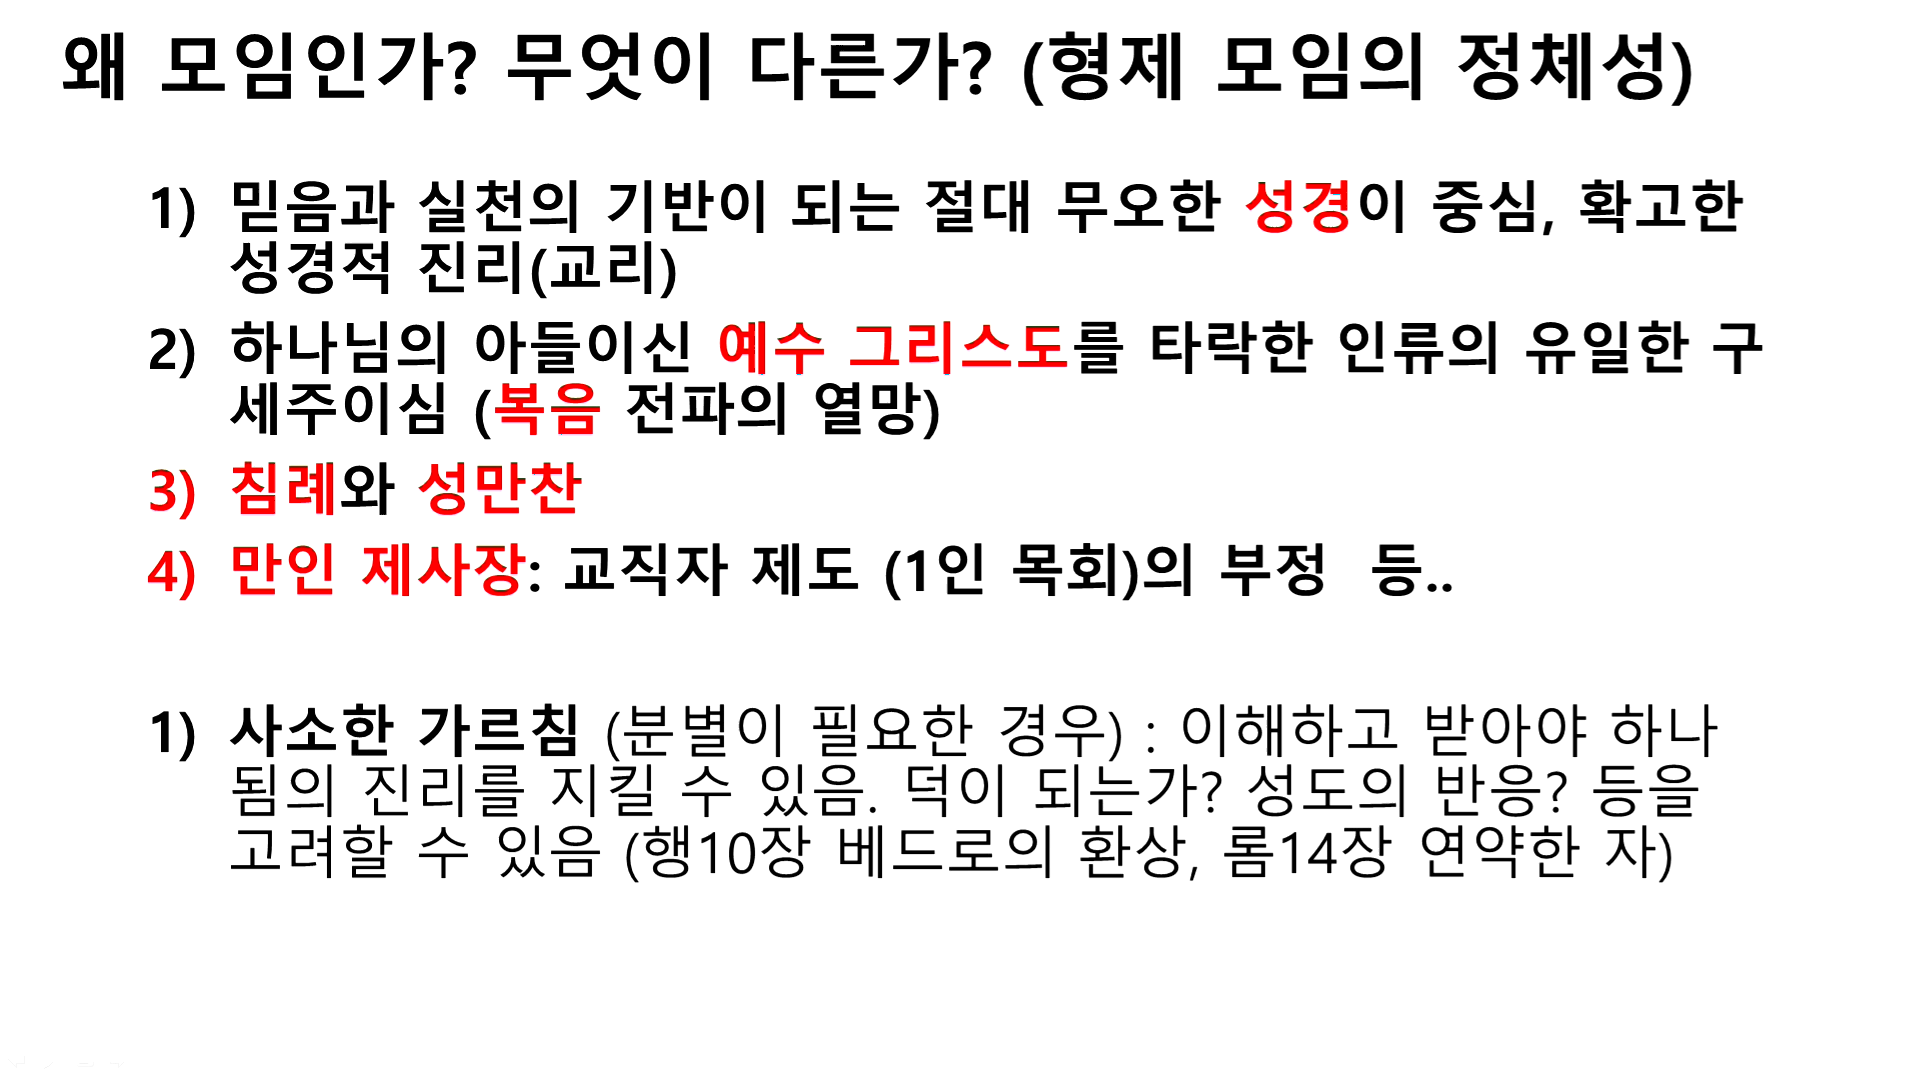 왜 모임인가? 무엇이 다른가? (형제 모임의 정체성)
1) 믿음과 실천의 기반이 되는 절대 무오한 성경이 중심, 확고한
성경적 진리(교리)
2) 하나님의 아들이신 예수 그리스도를 타락한 인류의 유일한 구
세주이심 (복음 전파의 열망)
3) 침례와 성만찬
4) 만인 제사장: 교직자 제도 (1인 목회)의 부정 등..
1) 사소한 가르침 (분별이 필요한 경우) : 이해하고 받아야 하나
됨의 진리를 지킬 수 있음. 덕이 되는가? 성도의 반응? 등을
고려할 수 있음 (행10장 베드로의 환상, 롬14장 연약한 자)